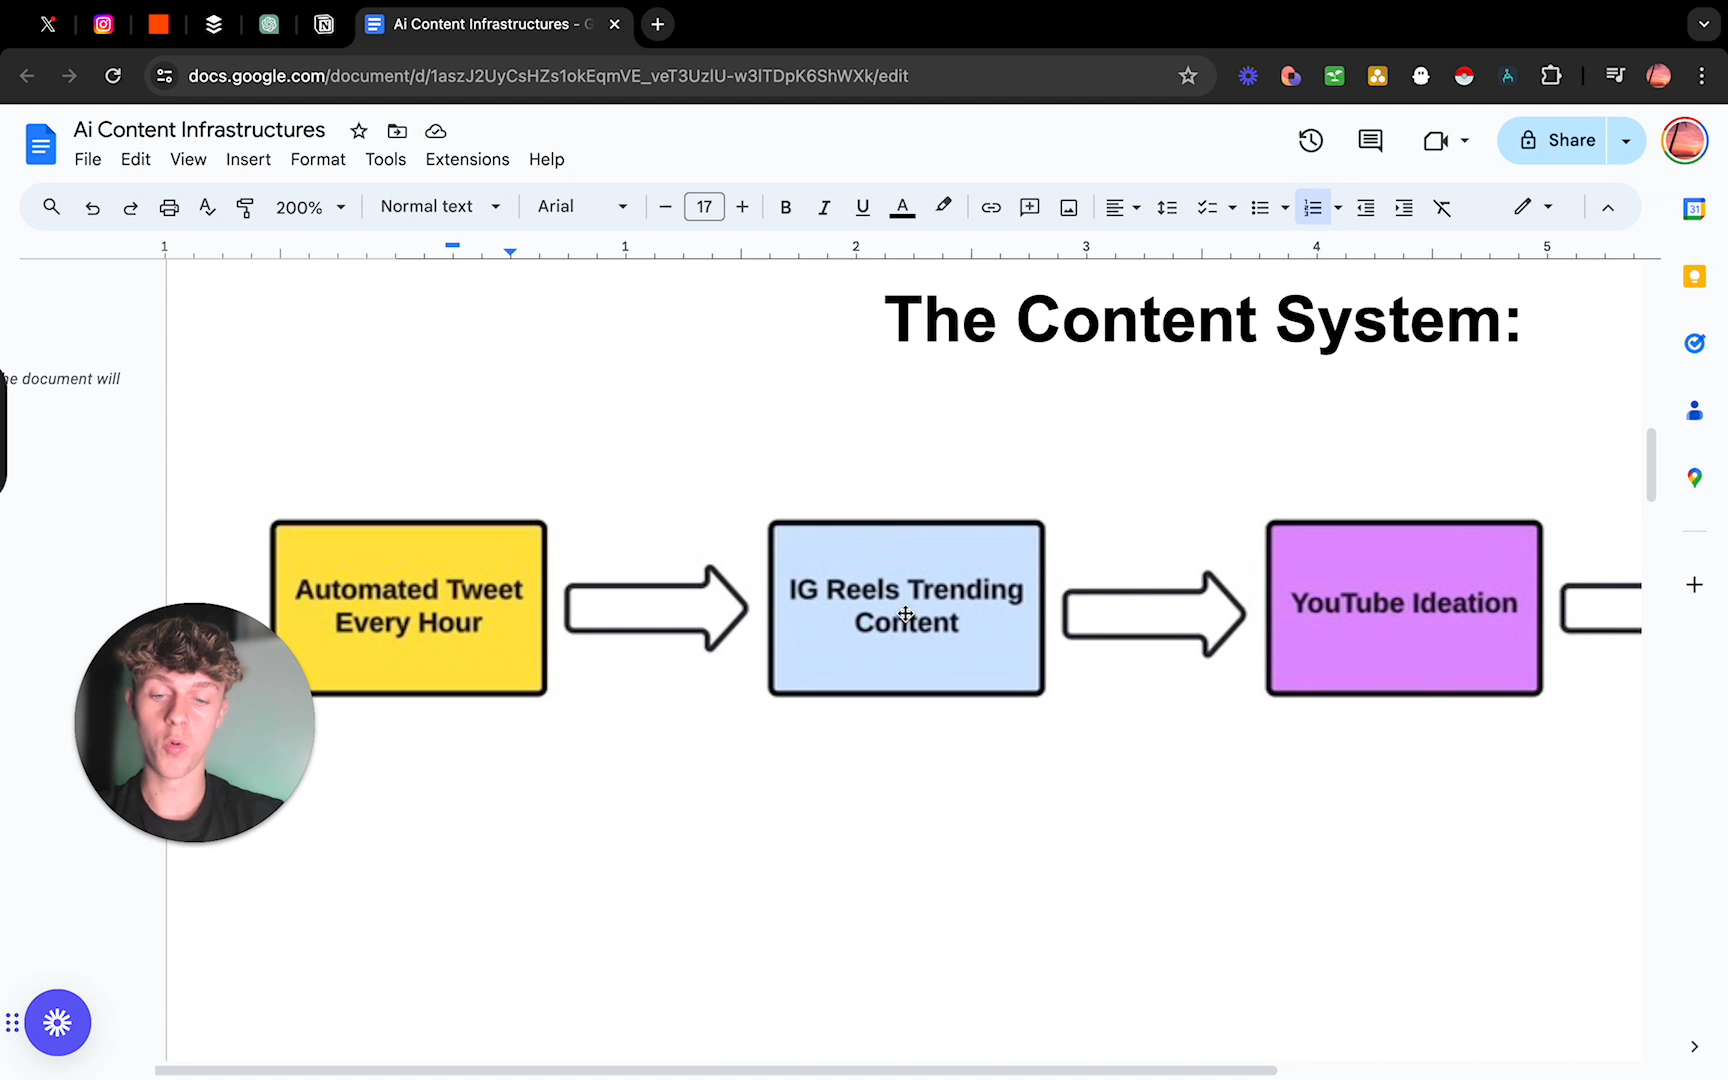 Ai Content Infrastructures - G
docs.google.com/document/d/1aszJ2UyCsHZs1okEqmVE_veT3UzlU-w3lTDpK6ShWXk/edit
Ai Content Infrastructures
File Edit View Insert Format Tools Extensions Help
Share
200% Normal text Arial 17
1 1 2 3 4 5
The Content System:
he document will
Automated Tweet
Every Hour
IG Reels Trending
Content
YouTube Ideation